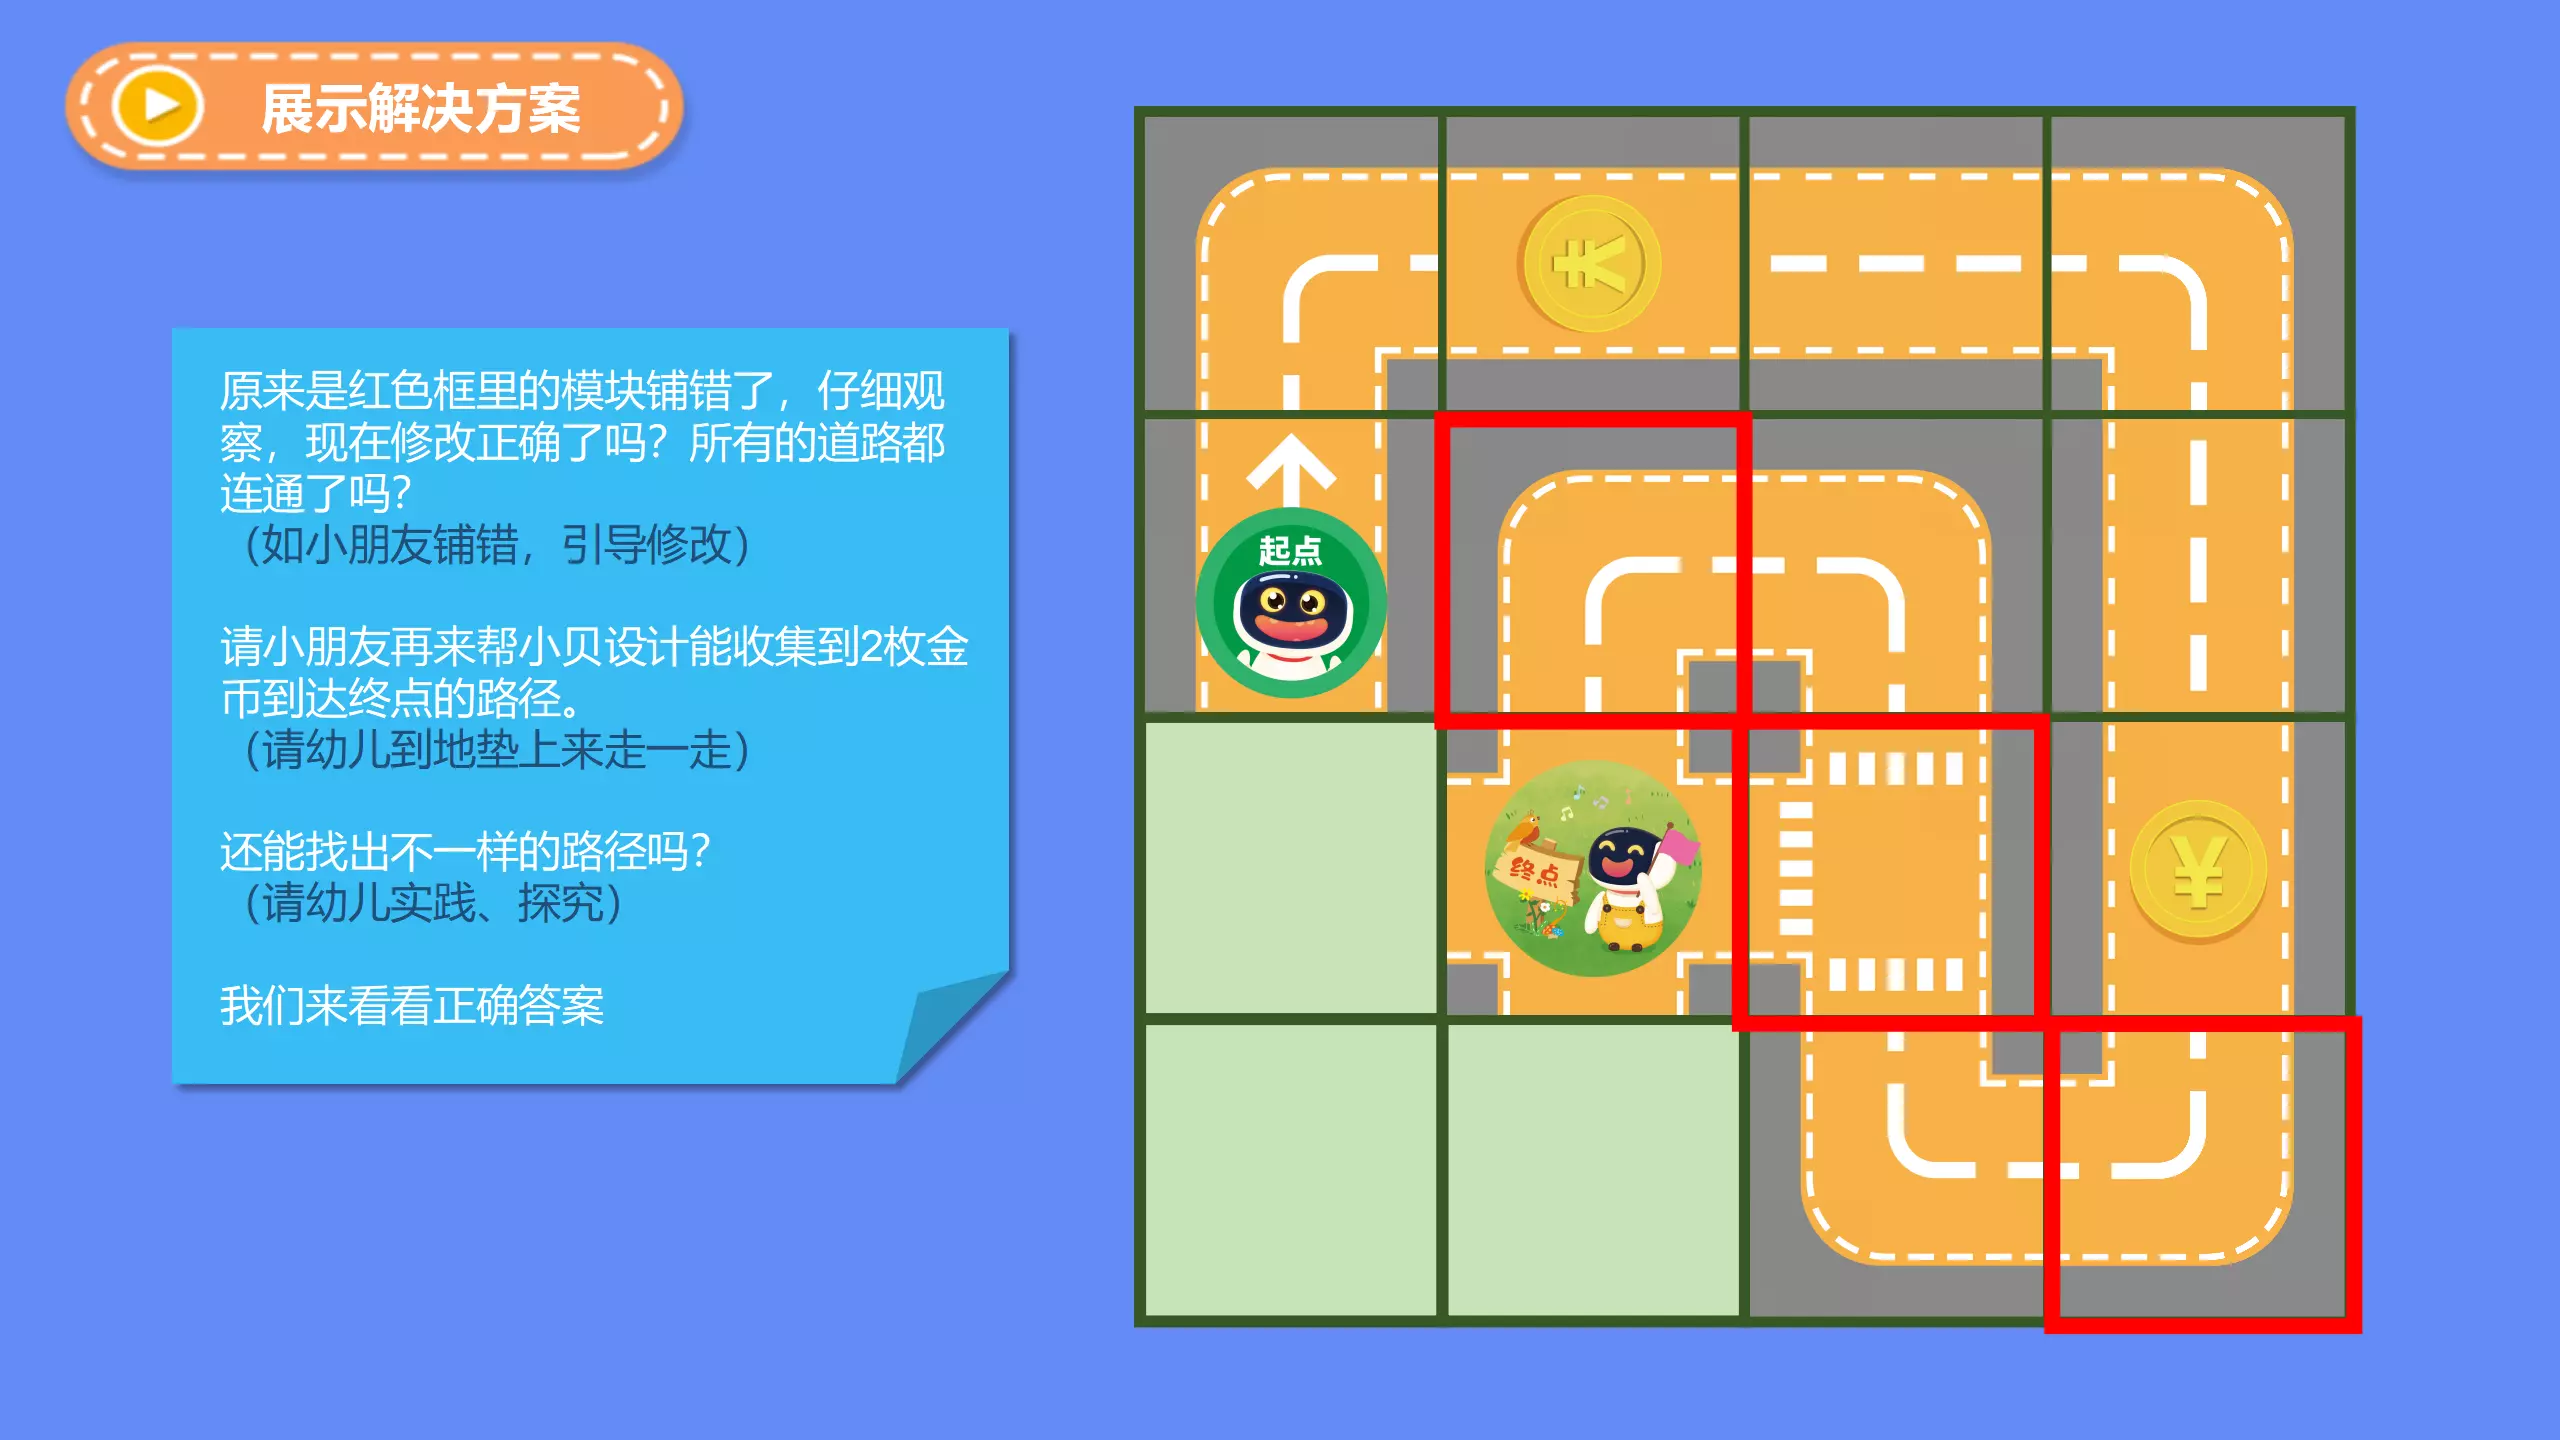 展示解决方案
原来是红色框里的模块铺错了，仔细观
察，现在修改正确了吗？所有的道路都
连通了吗？
（如小朋友铺错，引导修改）
请小朋友再来帮小贝设计能收集到2枚金
币到达终点的路径。
（请幼儿到地垫上来走一走）
还能找出不一样的路径吗？
（请幼儿实践、探究）
我们来看看正确答案
¥
起点
终点
¥